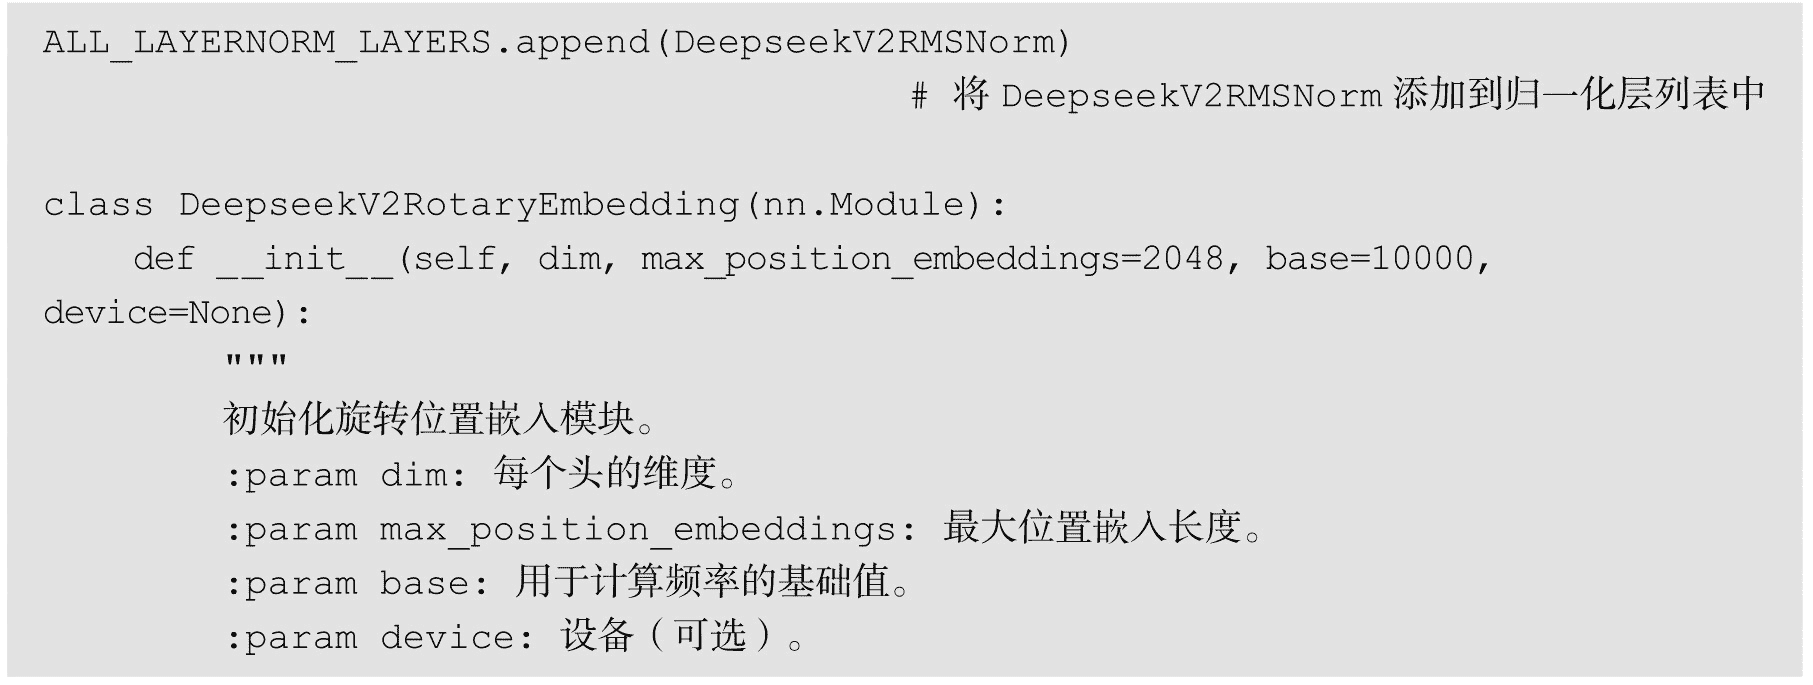 ALL_LAYERNORM_LAYERS.append(DeepseekV2RMSNorm)
# 将 DeepseekV2RMSNorm 添加到归一化层列表中
class DeepseekV2RotaryEmbedding(nn.Module):
def __init__(self, dim, max_position_embeddings=2048, base=10000,
device=None):
"""
初始化旋转位置嵌入模块。
:param dim: 每个头的维度。
:param max_position_embeddings: 最大位置嵌入长度。
:param base: 用于计算频率的基础值。
:param device: 设备（可选）。